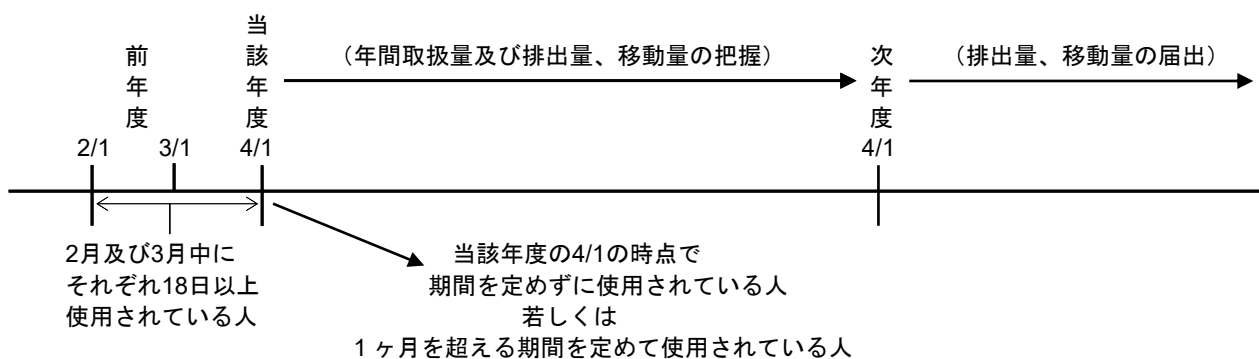 前年度
当該年度
（年間取扱量及び排出量、移動量の把握）
次年度
（排出量、移動量の届出）
2/1
3/1
4/1
4/1
2月及び3月中に
それぞれ18日以上
使用されている人
当該年度の4/1の時点で
期間を定めずに使用されている人
若しくは
1 ヶ月を超える期間を定めて使用されている人